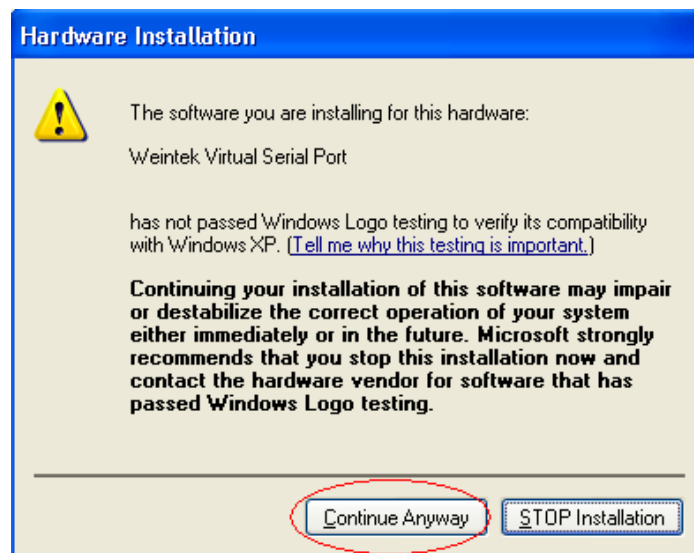 Hardware Installation
The software you are installing for this hardware:
Weintek Virtual Serial Port
has not passed Windows Logo testing to verify its compatibility
with Windows XP. (Tell me why this testing is important.)
Continuing your installation of this software may impair
or destabilize the correct operation of your system
either immediately or in the future. Microsoft strongly
recommends that you stop this installation now and
contact the hardware vendor for software that has
passed Windows Logo testing.
Continue Anyway
STOP Installation